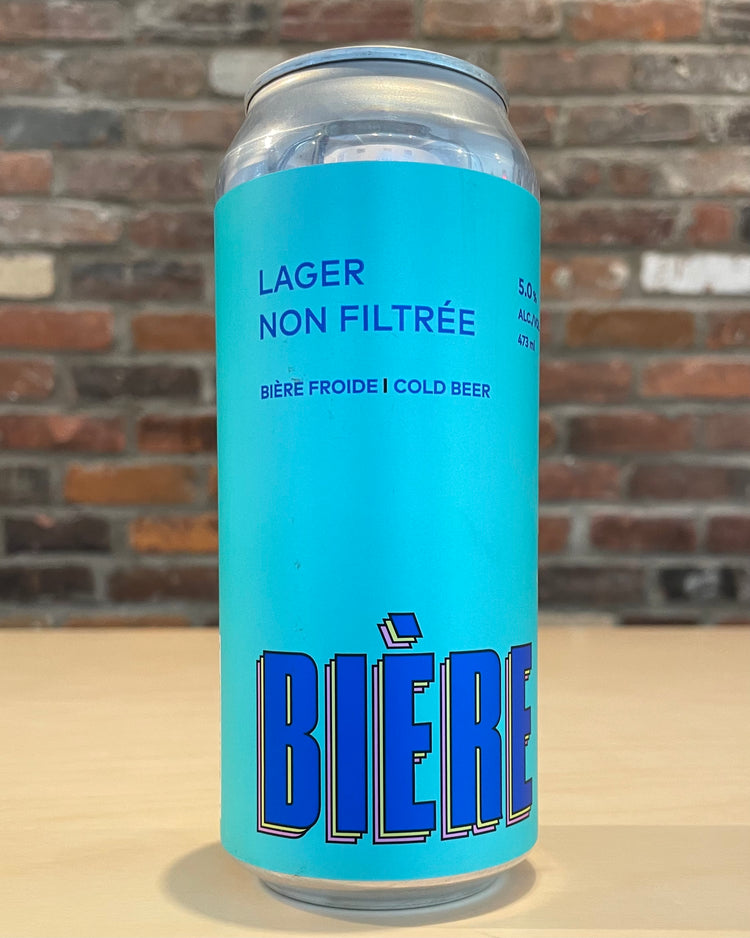 LAGER
NON FILTRÉE
5.0%
ALC./VOL
473 ml
BIÈRE FROIDE | COLD BEER
BIÈRE